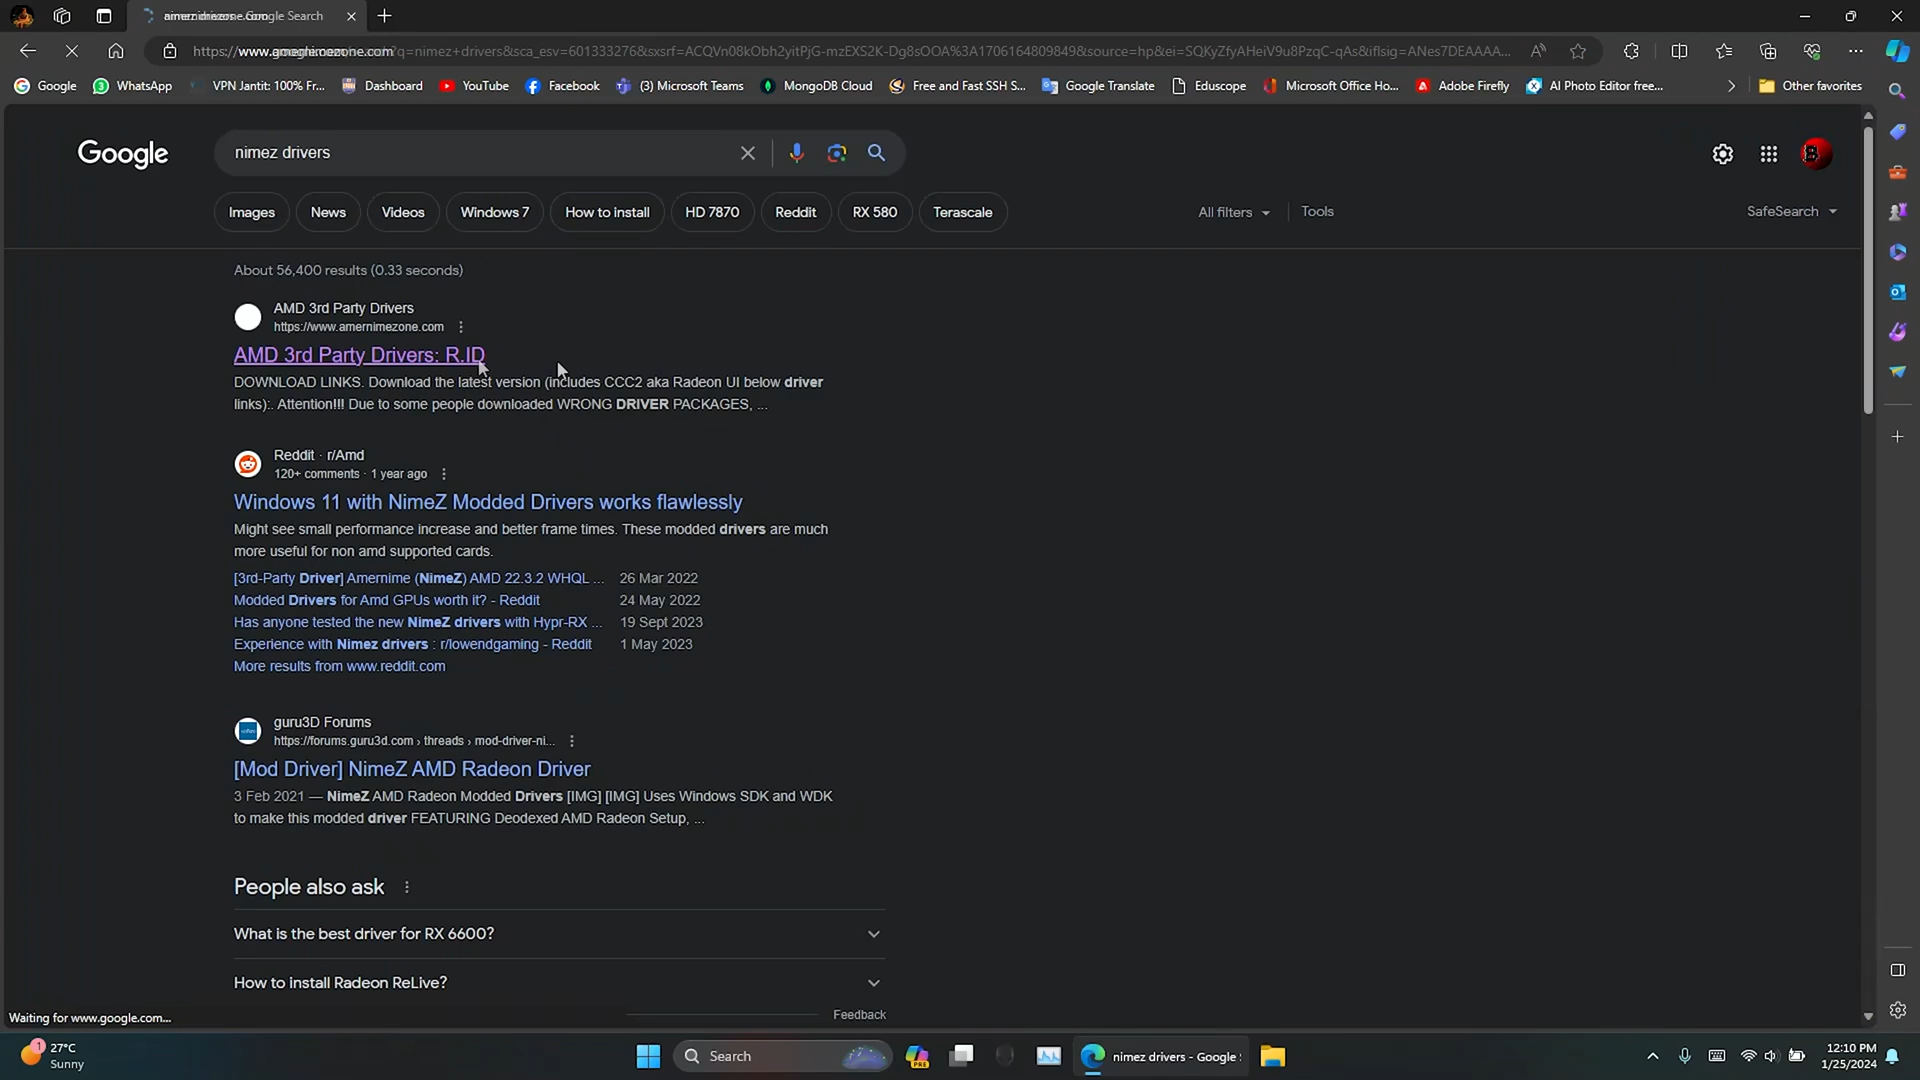 Google Search
www.
?q=nimez+drivers&sca_esv=601333276&sxsrf=ACQVn08kObh2yitPjG-mzEXS2K-Dg8sOOA%3A1706164809849&source=hp&ei=SQKyZfyAHeiV9u8PzqC-qAs&iflsig=ANes7DEAAAA...
Google
WhatsApp
VPN Jantit: 100% Fr...
Dashboard
YouTube
Facebook
(3) Microsoft Teams
MongoDB Cloud
Free and Fast SSH S...
Google Translate
Eduscope
Microsoft Office Ho...
Adobe Firefly
AI Photo Editor free...
Other favorites
Google
nimez drivers
Images
News
Videos
Windows 7
How to install
HD 7870
Reddit
RX 580
Terascale
All filters
Tools
SafeSearch
About 56,400 results (0.33 seconds)
AMD 3rd Party Drivers
https://www.amernimezone.com
AMD 3rd Party Drivers: R.ID
DOWNLOAD LINKS. Download the latest version (includes CCC2 aka Radeon UI below driver
links):. Attention!!! Due to some people downloaded WRONG DRIVER PACKAGES, ...
Reddit · r/Amd
120+ comments · 1 year ago
Windows 11 with NimeZ Modded Drivers works flawlessly
Might see small performance increase and better frame times. These modded drivers are much
more useful for non amd supported cards.
[3rd-Party Driver] Amernime (NimeZ) AMD 22.3.2 WHQL ... 26 Mar 2022
Modded Drivers for Amd GPUs worth it? - Reddit 24 May 2022
Has anyone tested the new NimeZ drivers with Hypr-RX ... 19 Sept 2023
Experience with Nimez drivers : r/lowendgaming - Reddit 1 May 2023
More results from www.reddit.com
guru3D Forums
https://forums.guru3d.com › threads › mod-driver-ni...
[Mod Driver] NimeZ AMD Radeon Driver
3 Feb 2021 — NimeZ AMD Radeon Modded Drivers [IMG] [IMG] Uses Windows SDK and WDK
to make this modded driver FEATURING Deodexed AMD Radeon Setup, ...
People also ask
What is the best driver for RX 6600?
How to install Radeon ReLive?
Feedback
Waiting for www.google.com...
1
27°C
Sunny
Search
PRE
nimez drivers - Google
12:10 PM
1/25/2024